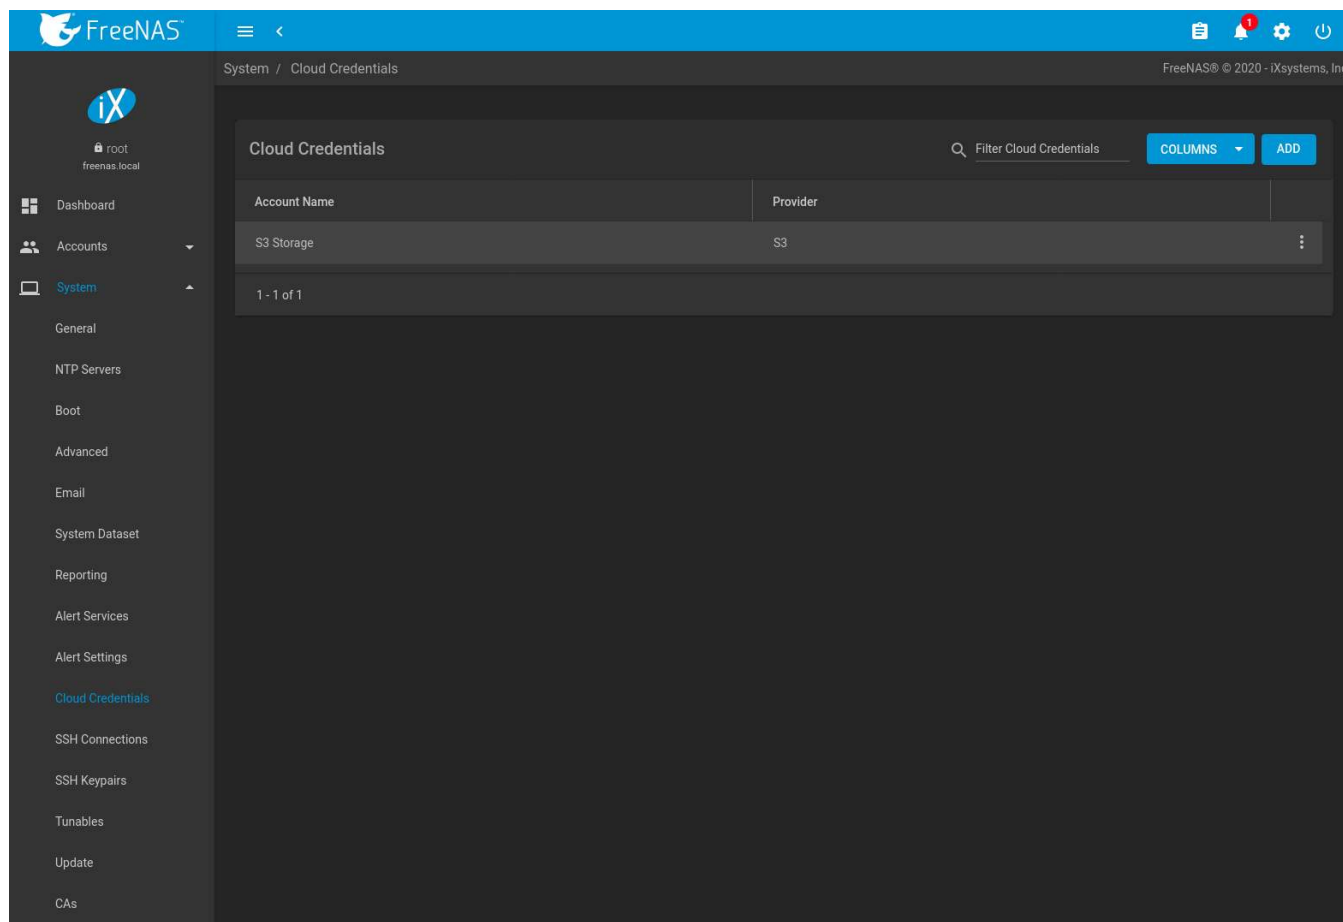 FreeNAS™
1
System / Cloud Credentials
FreeNAS® © 2020 - iXsystems, Inc
iX
root
freenas.local
Cloud Credentials
Filter Cloud Credentials
COLUMNS
ADD
Account Name Provider
S3 Storage S3
1 - 1 of 1
Dashboard
Accounts
System
General
NTP Servers
Boot
Advanced
Email
System Dataset
Reporting
Alert Services
Alert Settings
Cloud Credentials
SSH Connections
SSH Keypairs
Tunables
Update
CAs